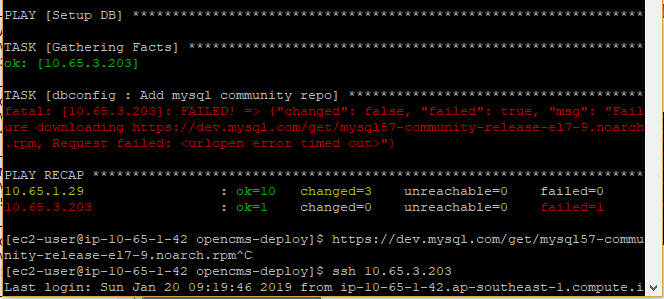 PLAY [Setup DB] ****************************************************************
TASK [Gathering Facts] *********************************************************
ok: [10.65.3.203]
TASK [dbconfig : Add mysql community repo] *************************************
fatal: [10.65.3.203]: FAILED! => {"changed": false, "failed": true, "msg": "Fail
ure downloading https://dev.mysql.com/get/mysql57-community-release-el7-9.noarch
.rpm, Request failed: <urlopen error timed out>"}
PLAY RECAP *********************************************************************
10.65.1.29 : ok=10 changed=3 unreachable=0 failed=0
10.65.3.203 : ok=1 changed=0 unreachable=0 failed=1
[ec2-user@ip-10-65-1-42 opencms-deploy]$ https://dev.mysql.com/get/mysql57-commu
nity-release-el7-9.noarch.rpm^C
[ec2-user@ip-10-65-1-42 opencms-deploy]$ ssh 10.65.3.203
Last login: Sun Jan 20 09:19:46 2019 from ip-10-65-1-42.ap-southeast-1.compute.i